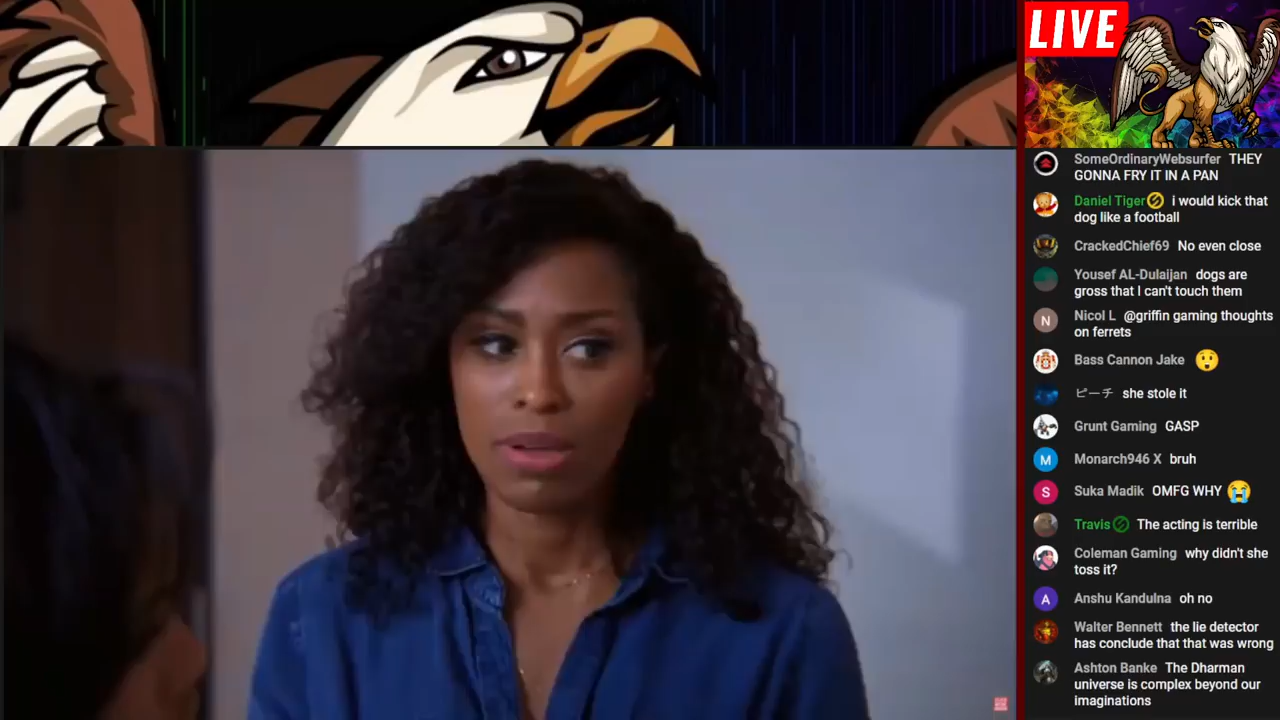 LIVE
SomeOrdinaryWebsurfer THEY
GONNA FRY IT IN A PAN
Daniel Tiger i would kick that
dog like a football
CrackedChief69 No even close
Yousef AL-Dulaijan dogs are
gross that I can't touch them
N
Nicol L @griffin gaming thoughts
on ferrets
Bass Cannon Jake
ピーチ she stole it
Grunt Gaming GASP
M
Monarch946 X bruh
S
Suka Madik OMFG WHY
Travis The acting is terrible
Coleman Gaming why didn't she
toss it?
A
Anshu Kandulna oh no
Walter Bennett the lie detector
has conclude that that was wrong
Ashton Banke The Dharman
universe is complex beyond our
imaginations